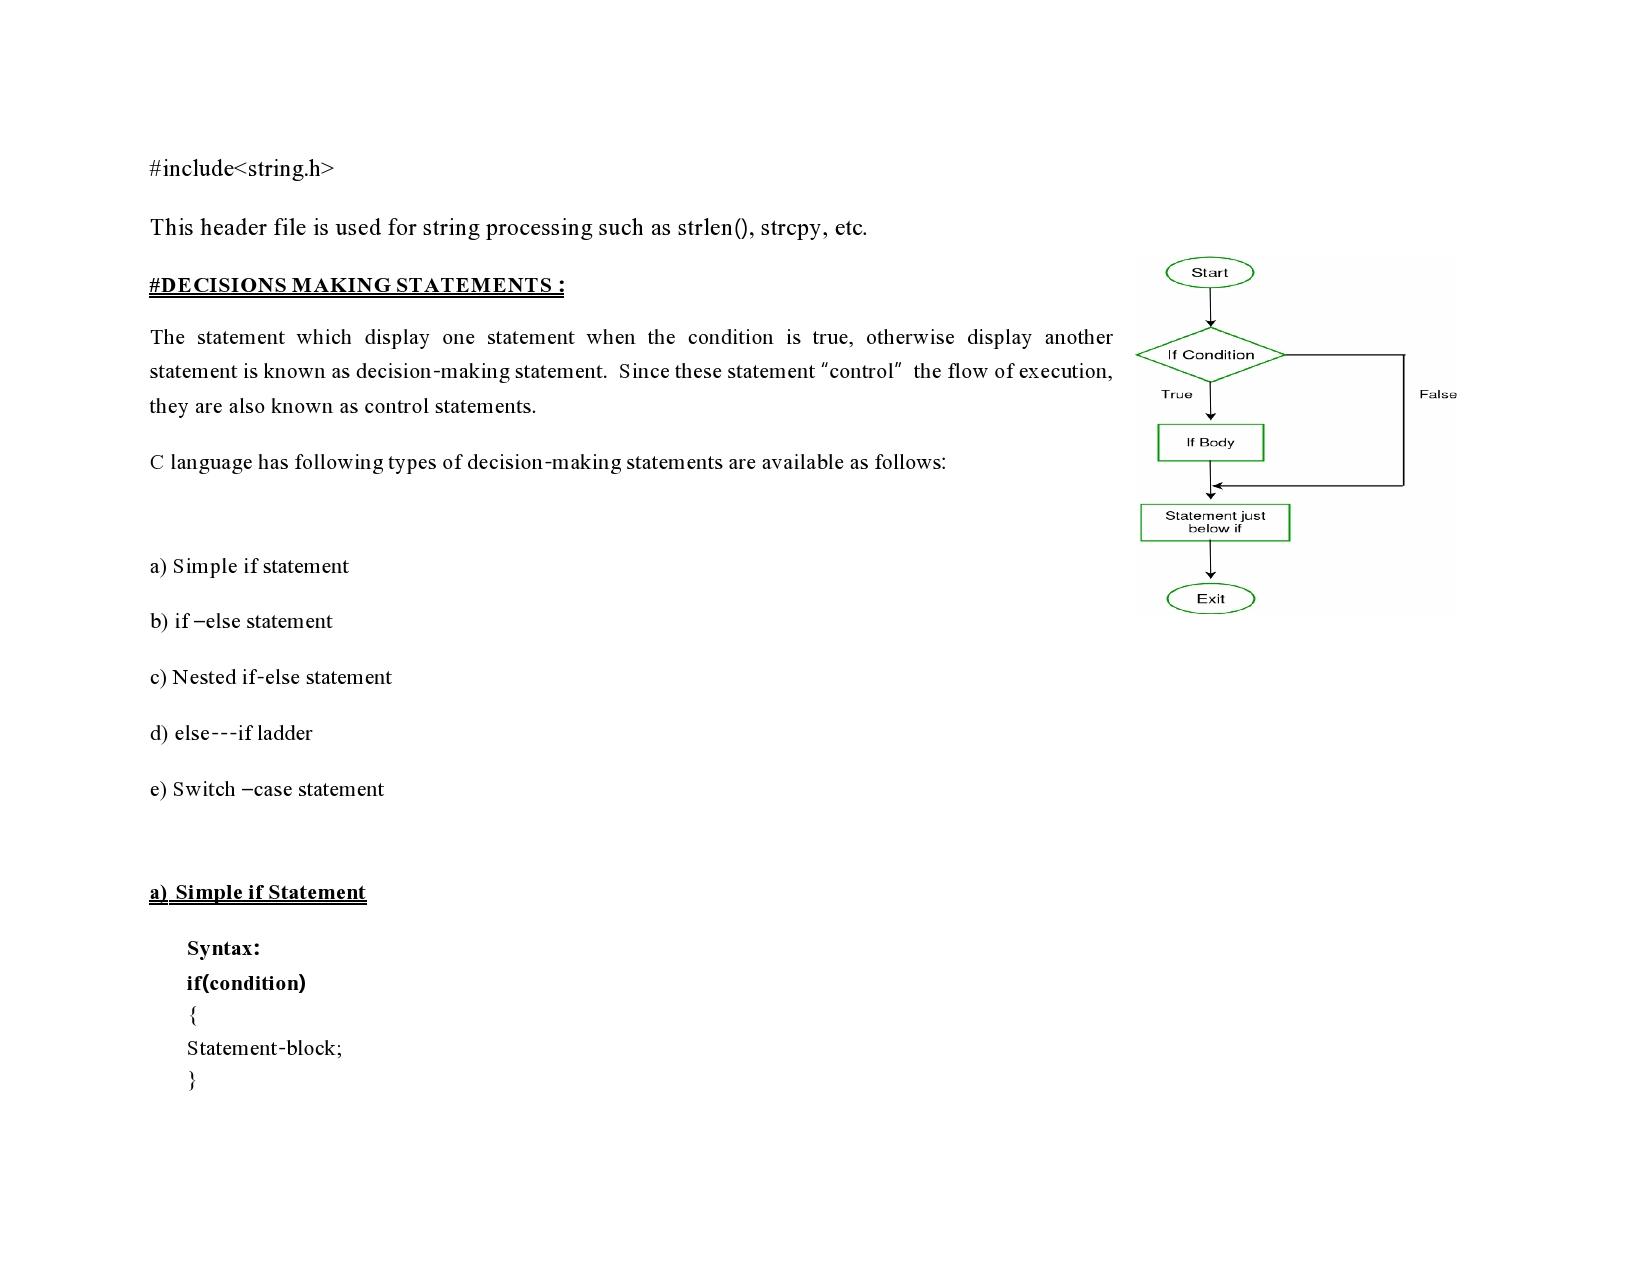 #include<string.h>
This header file is used for string processing such as strlen(), strcpy, etc.
#DECISIONS MAKING STATEMENTS :
The statement which display one statement when the condition is true, otherwise display another
statement is known as decision-making statement.  Since these statement “control”  the flow of execution,
they are also known as control statements.
C language has following types of decision-making statements are available as follows:
a) Simple if statement
b) if –else statement
c) Nested if-else statement
d) else---if ladder
e) Switch –case statement
Start
If Condition
True
False
If Body
Statement just
below if
Exit
a) Simple if Statement
Syntax:
if(condition)
{
Statement-block;
}